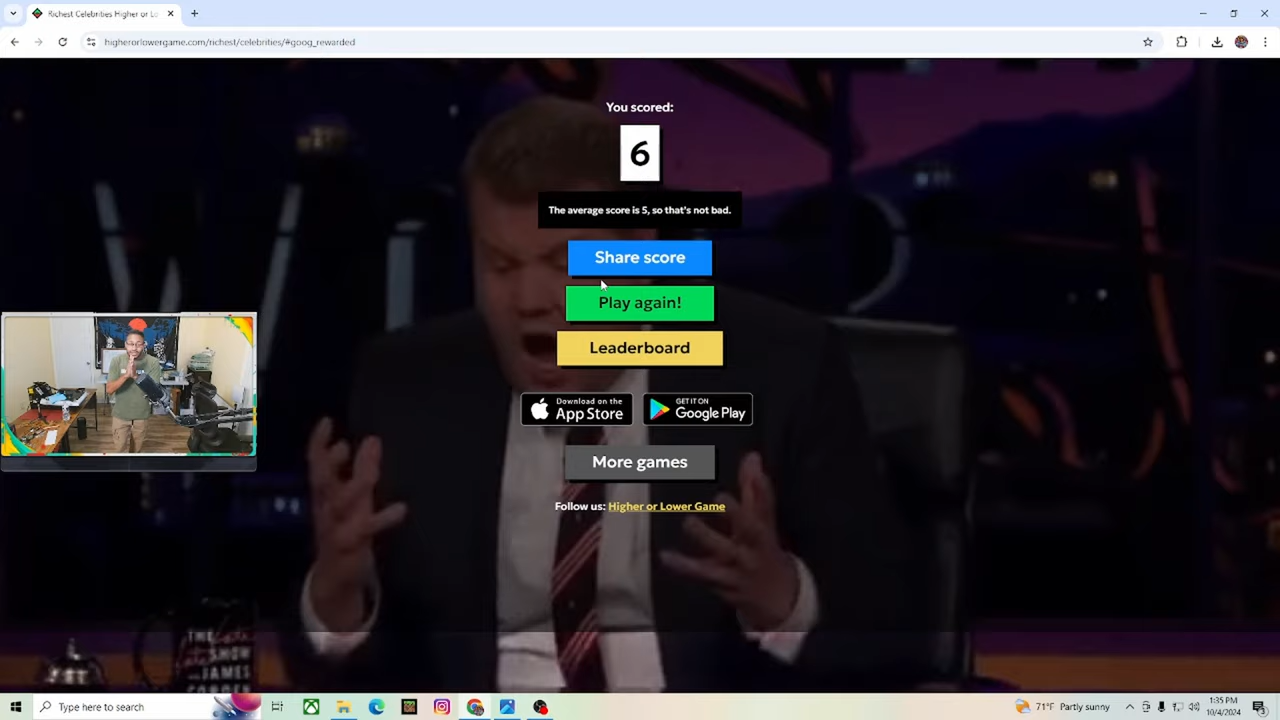 Richest Celebrities Higher or Lo
higherorlowergame.com/richest/celebrities/#goog_rewarded
You scored:
6
The average score is 5, so that's not bad.
Share score
Play again!
Leaderboard
Download on the
App Store
GET IT ON
Google Play
More games
Follow us: Higher or Lower Game
THE
SHOW
JAMES
Type here to search
71°F Partly sunny
1:35 PM
10/4/2024